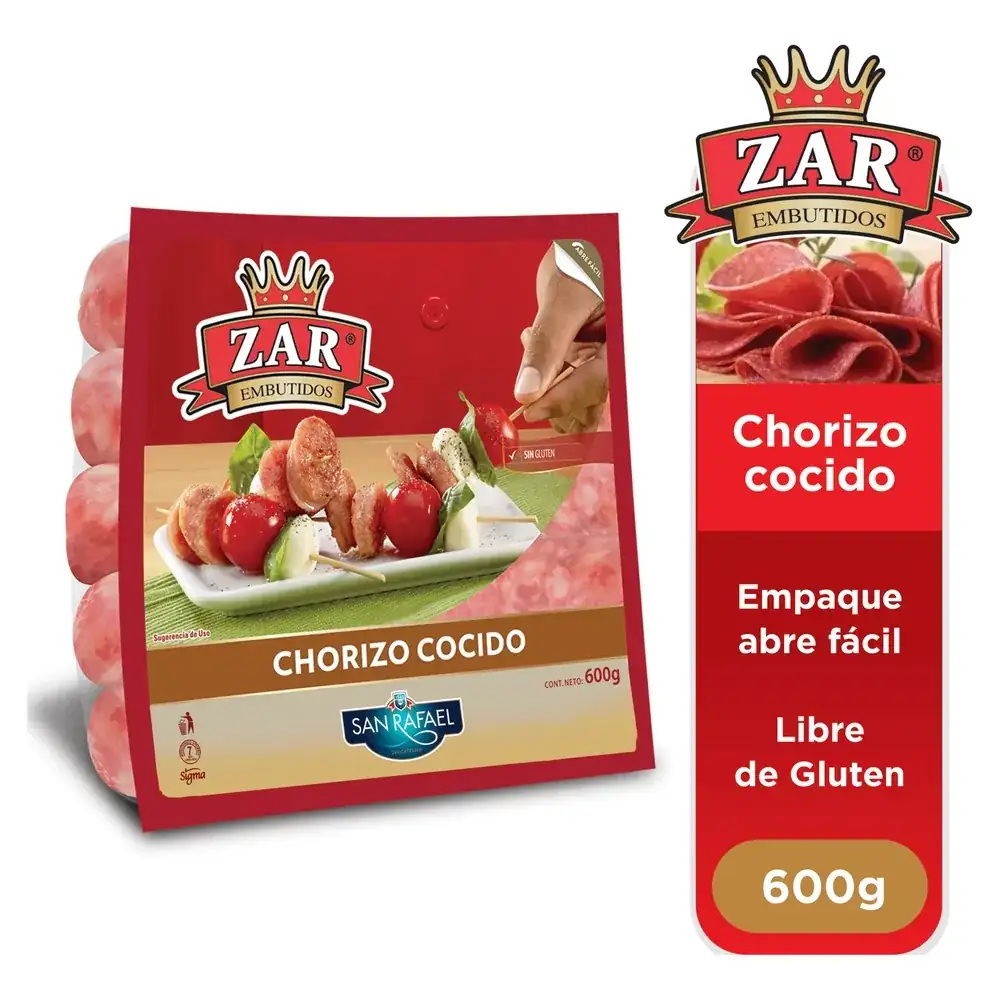 ZAR®
EMBUTIDOS
ABRE FÁCIL
SIN GLUTEN
Sugerencia de Uso
CHORIZO COCIDO
CONT. NETO: 600g
SAN RAFAEL
7
Sigma
ZAR®
EMBUTIDOS
Chorizo
cocido
Empaque
abre fácil
Libre
de Gluten
600g